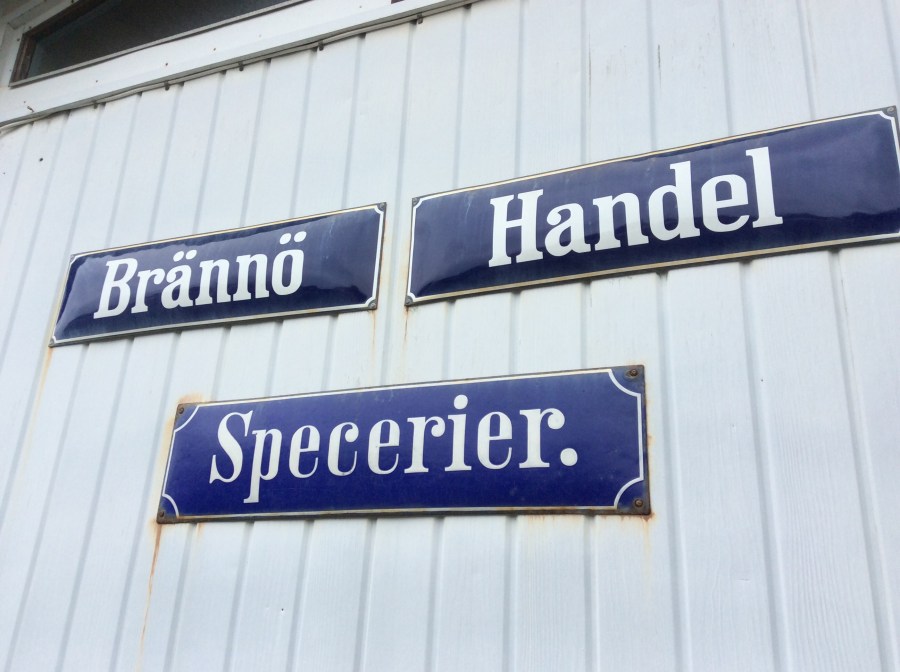 Brännö
Handel
Specerier.